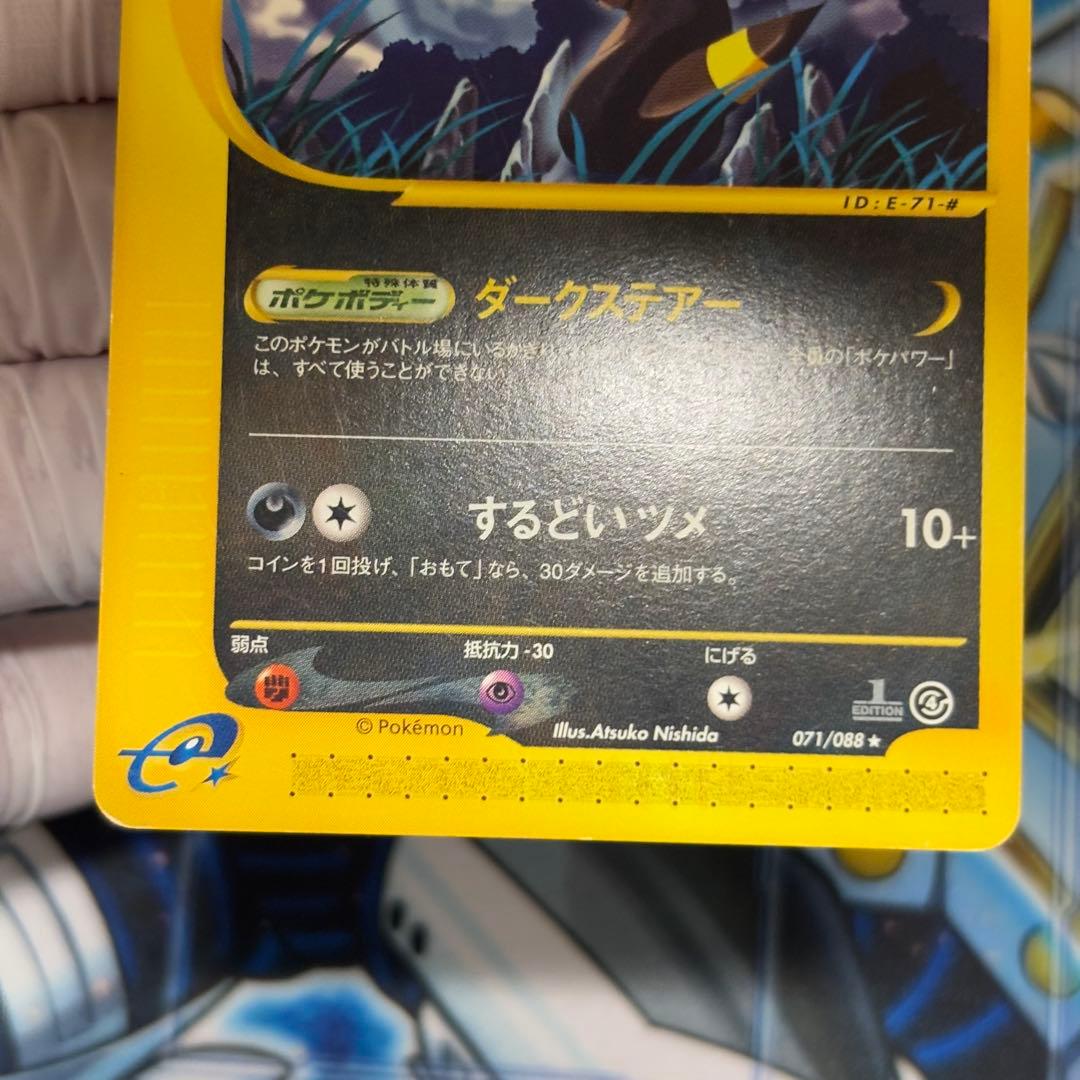 ID:E-71-#
特殊体質
ポケボディー ダークステアー
このポケモンがバトル場にいるかぎり、 全員の「ポケパワー」
は、すべて使うことができない。
するどいツメ 10+
コインを1回投げ、「おもて」なら、30ダメージを追加する。
弱点 抵抗力-30 にげる
1
EDITION
© Pokémon Illus.Atsuko Nishida 071/088★
e